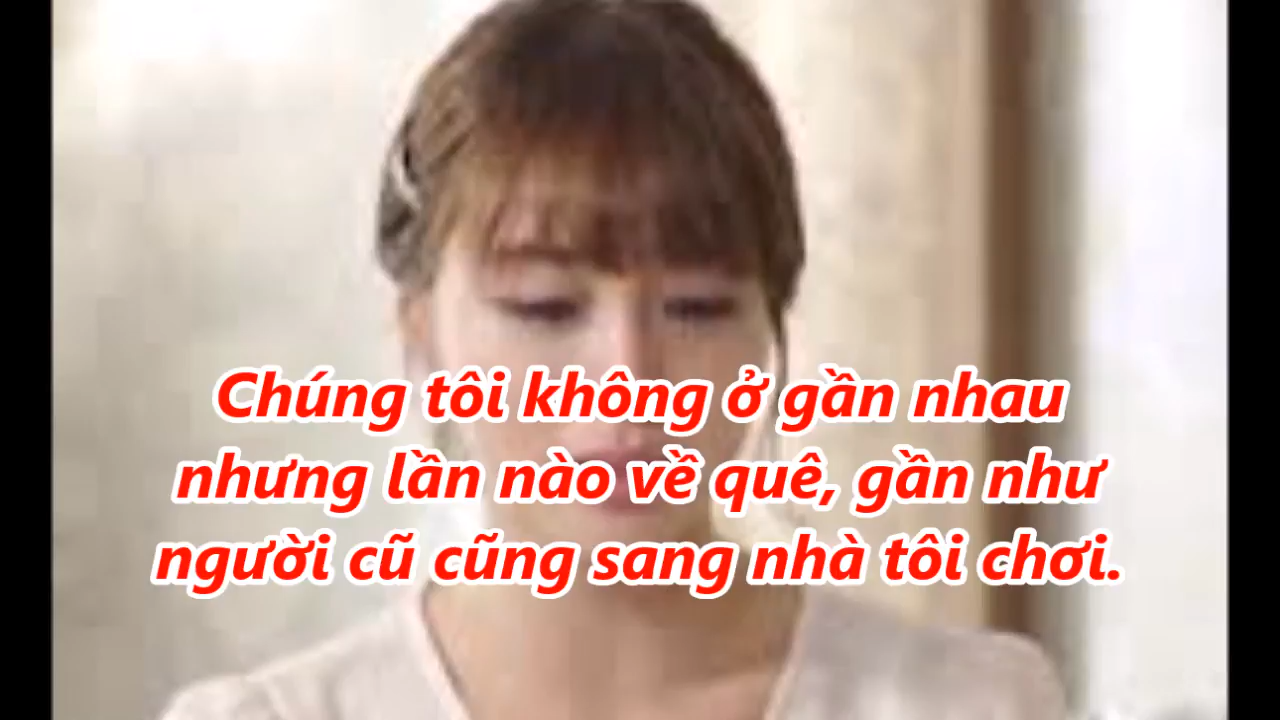 Chúng tôi không ở gần nhau
nhưng lần nào về quê, gần như
người cũ cũng sang nhà tôi chơi.